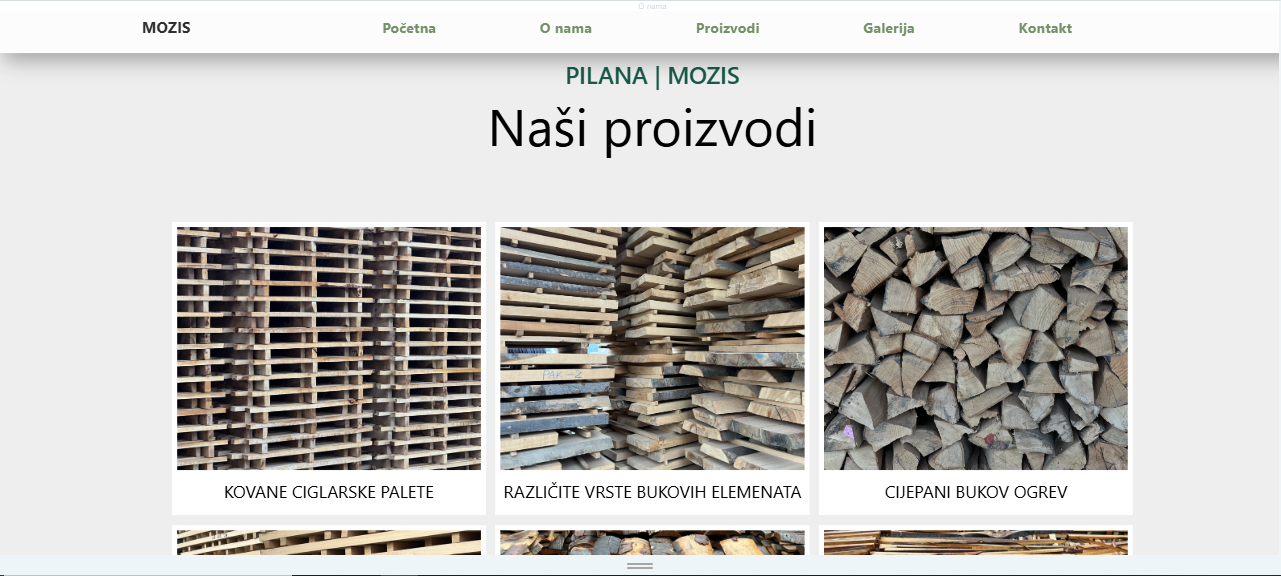 O nama
MOZIS
Početna
O nama
Proizvodi
Galerija
Kontakt
PILANA | MOZIS
Naši proizvodi
KOVANE CIGLARSKE PALETE
RAZLIČITE VRSTE BUKOVIH ELEMENATA
CIJEPANI BUKOV OGREV